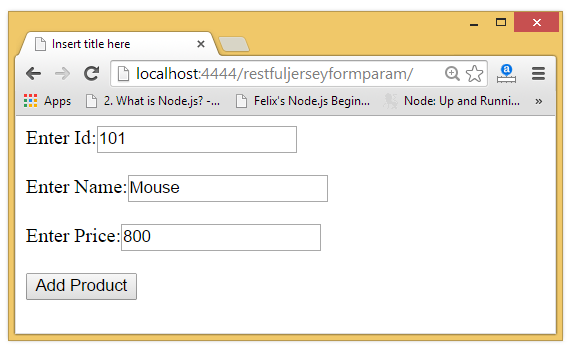 Insert title here
localhost:4444/restfuljerseyformparam/
Apps 2. What is Node.js? -... Felix's Node.js Begin... Node: Up and Runni... »
Enter Id:101
Enter Name:Mouse
Enter Price:800
Add Product